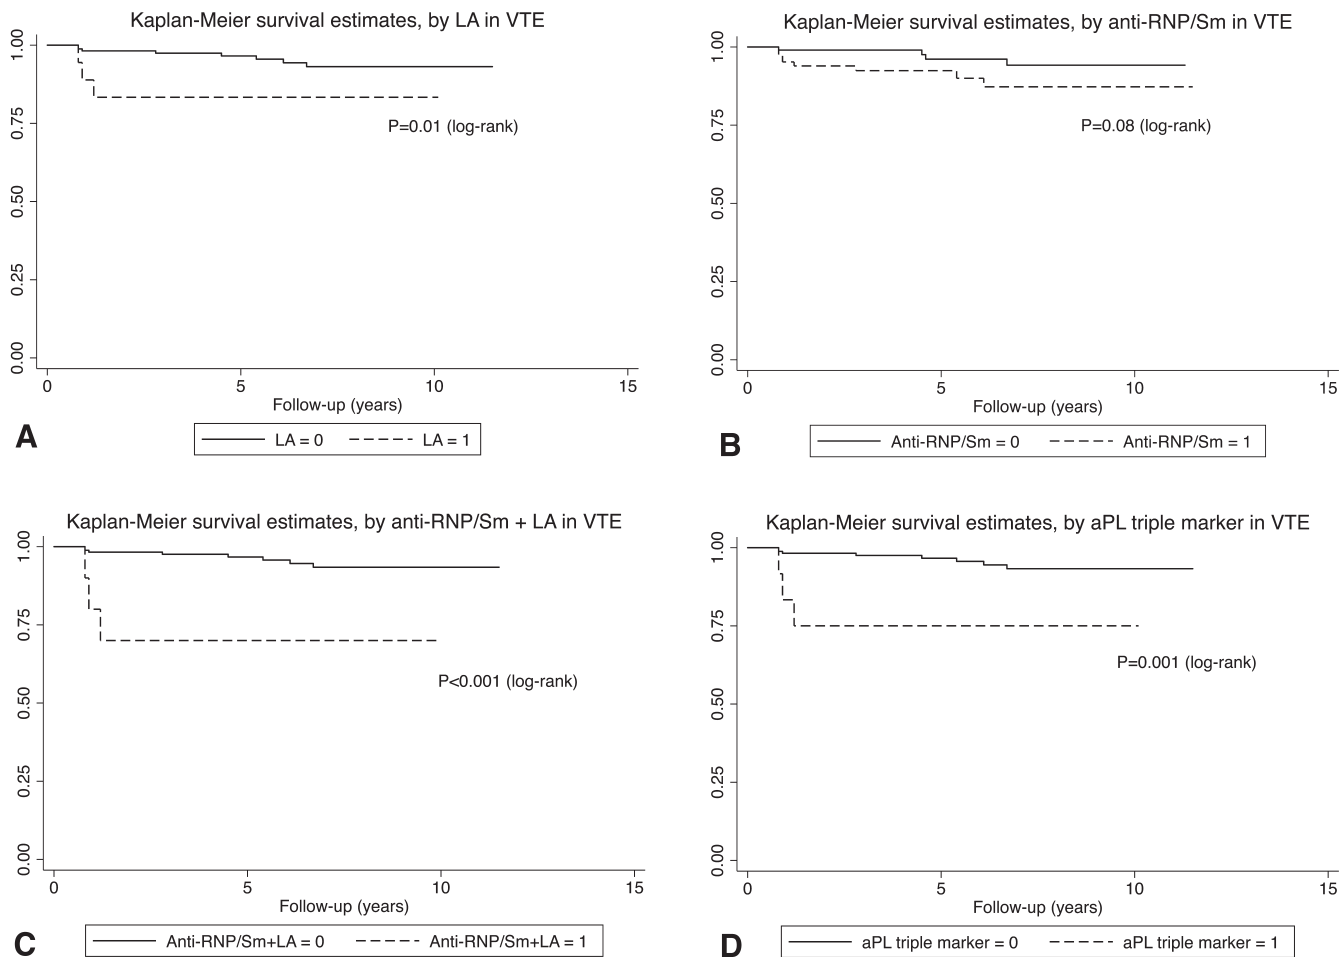 Kaplan-Meier survival estimates, by LA in VTE
1.00
0.75
0.50
0.25
0.00
P=0.01 (log-rank)
0 5 10 15
Follow-up (years)
LA = 0 LA = 1
A
Kaplan-Meier survival estimates, by anti-RNP/Sm in VTE
1.00
0.75
0.50
0.25
0.00
P=0.08 (log-rank)
0 5 10 15
Follow-up (years)
Anti-RNP/Sm = 0 Anti-RNP/Sm = 1
B
Kaplan-Meier survival estimates, by anti-RNP/Sm + LA in VTE
1.00
0.75
0.50
0.25
0.00
P<0.001 (log-rank)
0 5 10 15
Follow-up (years)
Anti-RNP/Sm+LA = 0 Anti-RNP/Sm+LA = 1
C
Kaplan-Meier survival estimates, by aPL triple marker in VTE
1.00
0.75
0.50
0.25
0.00
P=0.001 (log-rank)
0 5 10 15
Follow-up (years)
aPL triple marker = 0 aPL triple marker = 1
D